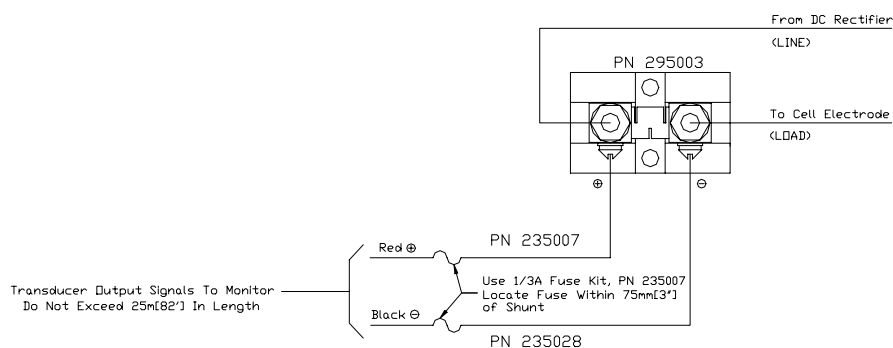 From DC Rectifier
(LINE)
PN 295003
To Cell Electrode
(LOAD)
⊕ ⊖
Red ⊕
PN 235007
Use 1/3A Fuse Kit, PN 235007
Locate Fuse Within 75mm[3"]
of Shunt
Transducer Output Signals To Monitor
Do Not Exceed 25m[82'] In Length
Black ⊖
PN 235028